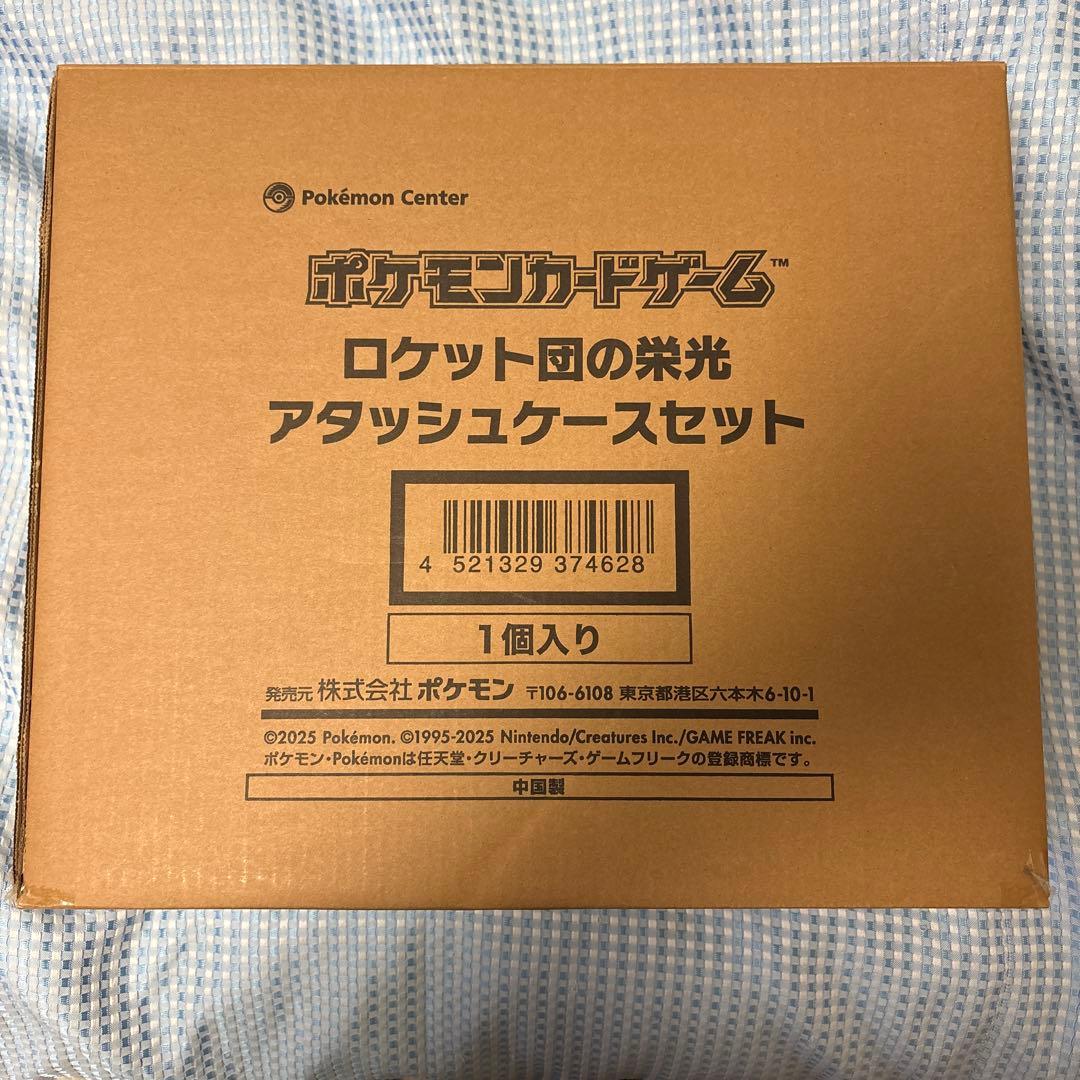 Pokémon Center
ポケモンカードゲーム™
ロケット団の栄光
アタッシュケースセット
4 521329 374628
1個入り
発売元 株式会社 ポケモン 〒106-6108 東京都港区六本木6-10-1
©2025 Pokémon. ©1995-2025 Nintendo/Creatures Inc./GAME FREAK inc.
ポケモン・Pokémonは任天堂・クリーチャーズ・ゲームフリークの登録商標です。
中国製